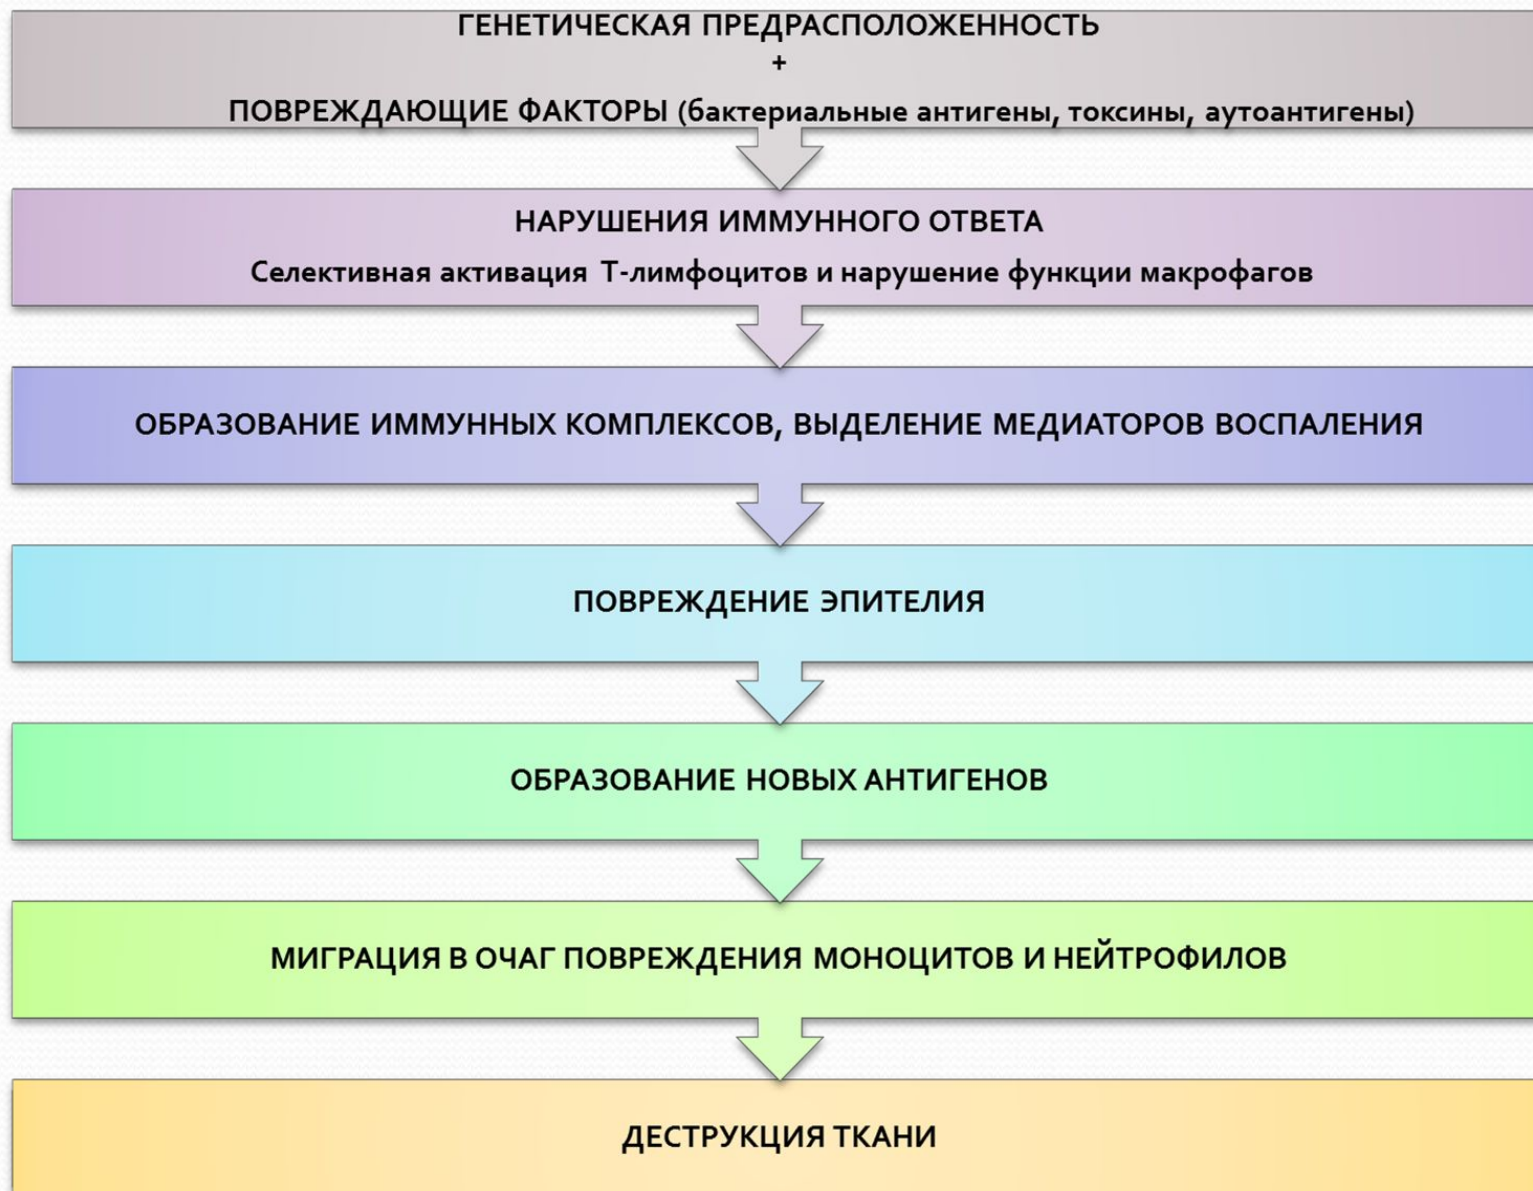 ГЕНЕТИЧЕСКАЯ ПРЕДРАСПОЛОЖЕННОСТЬ
+
ПОВРЕЖДАЮЩИЕ ФАКТОРЫ (бактериальные антигены, токсины, аутоантигены)
НАРУШЕНИЯ ИММУННОГО ОТВЕТА
Селективная активация Т-лимфоцитов и нарушение функции макрофагов
ОБРАЗОВАНИЕ ИММУННЫХ КОМПЛЕКСОВ, ВЫДЕЛЕНИЕ МЕДИАТОРОВ ВОСПАЛЕНИЯ
ПОВРЕЖДЕНИЕ ЭПИТЕЛИЯ
ОБРАЗОВАНИЕ НОВЫХ АНТИГЕНОВ
МИГРАЦИЯ В ОЧАГ ПОВРЕЖДЕНИЯ МОНОЦИТОВ И НЕЙТРОФИЛОВ
ДЕСТРУКЦИЯ ТКАНИ